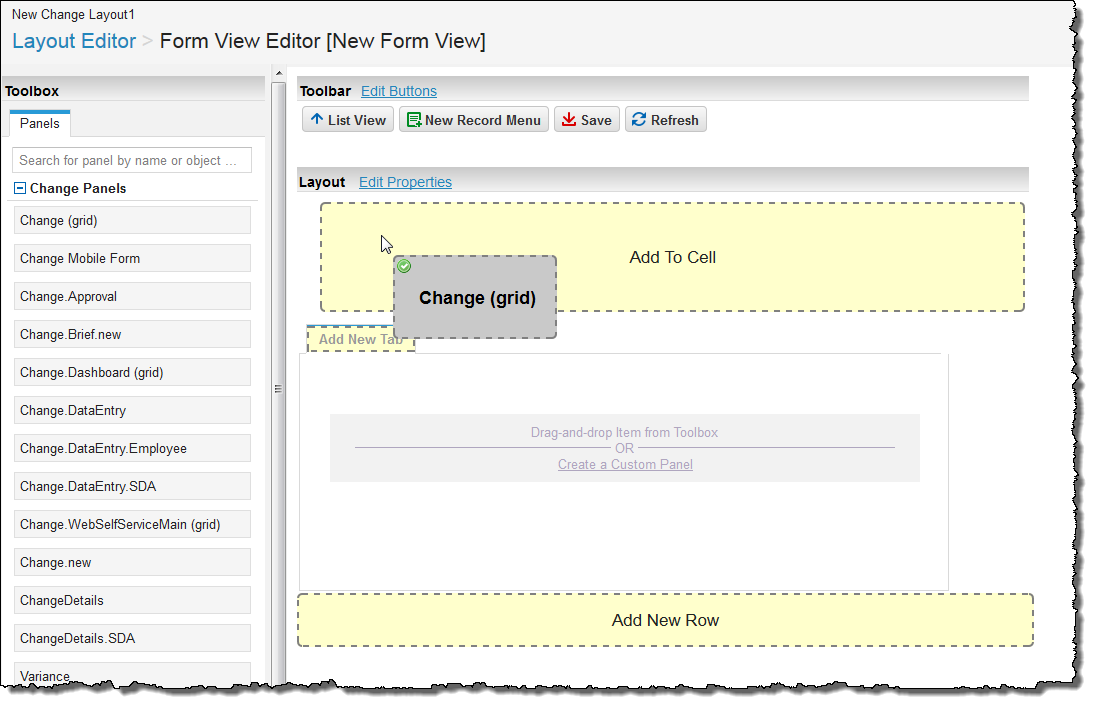 New Change Layout1
Layout Editor > Form View Editor [New Form View]
Toolbox
Panels
Search for panel by name or object ...
Change Panels
Change (grid)
Change Mobile Form
Change.Approval
Change.Brief.new
Change.Dashboard (grid)
Change.DataEntry
Change.DataEntry.Employee
Change.DataEntry.SDA
Change.WebSelfServiceMain (grid)
Change.new
ChangeDetails
ChangeDetails.SDA
Variance
Toolbar Edit Buttons
List View New Record Menu Save Refresh
Layout Edit Properties
Add To Cell
Change (grid)
Add New Tab
Drag-and-drop Item from Toolbox
OR
Create a Custom Panel
Add New Row